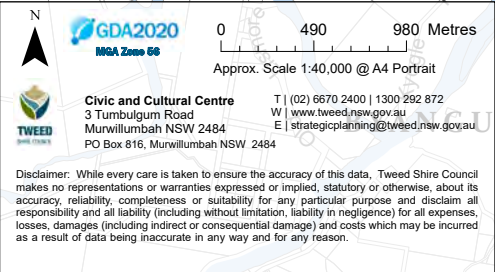 N
GDA2020
MGA Zone 56
0 490 980 Metres
Approx. Scale 1:40,000 @ A4 Portrait
TWEED
Civic and Cultural Centre
3 Tumbulgum Road
Murwillumbah NSW 2484
PO Box 816, Murwillumbah NSW 2484
T | (02) 6670 2400 | 1300 292 872
W | www.tweed.nsw.gov.au
E | strategicplanning@tweed.nsw.gov.au
Disclaimer: While every care is taken to ensure the accuracy of this data, Tweed Shire Council
makes no representations or warranties expressed or implied, statutory or otherwise, about its
accuracy, reliability, completeness or suitability for any particular purpose and disclaim all
responsibility and all liability (including without limitation, liability in negligence) for all expenses,
losses, damages (including indirect or consequential damage) and costs which may be incurred
as a result of data being inaccurate in any way and for any reason.